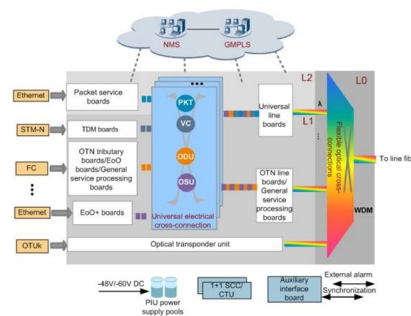 NMS
GMPLS
L2
L0
Ethernet
Packet service
boards
STM-N
TDM boards
FC
OTN tributary
boards/EoO
boards/General
service processing
boards
Ethernet
EoO+ boards
OTUk
Optical transponder unit
PKT
VC
ODU
OSU
Universal electrical
cross-connection
Universal
line
boards
L1
λ
OTN line
boards/
General
service
processing
boards
Flexible optical cross-
connections
WDM
To line fib
-48V/-60V DC
PIU power
supply pools
1+1 SCC/
CTU
Auxiliary
interface
board
External alarm
Synchronization